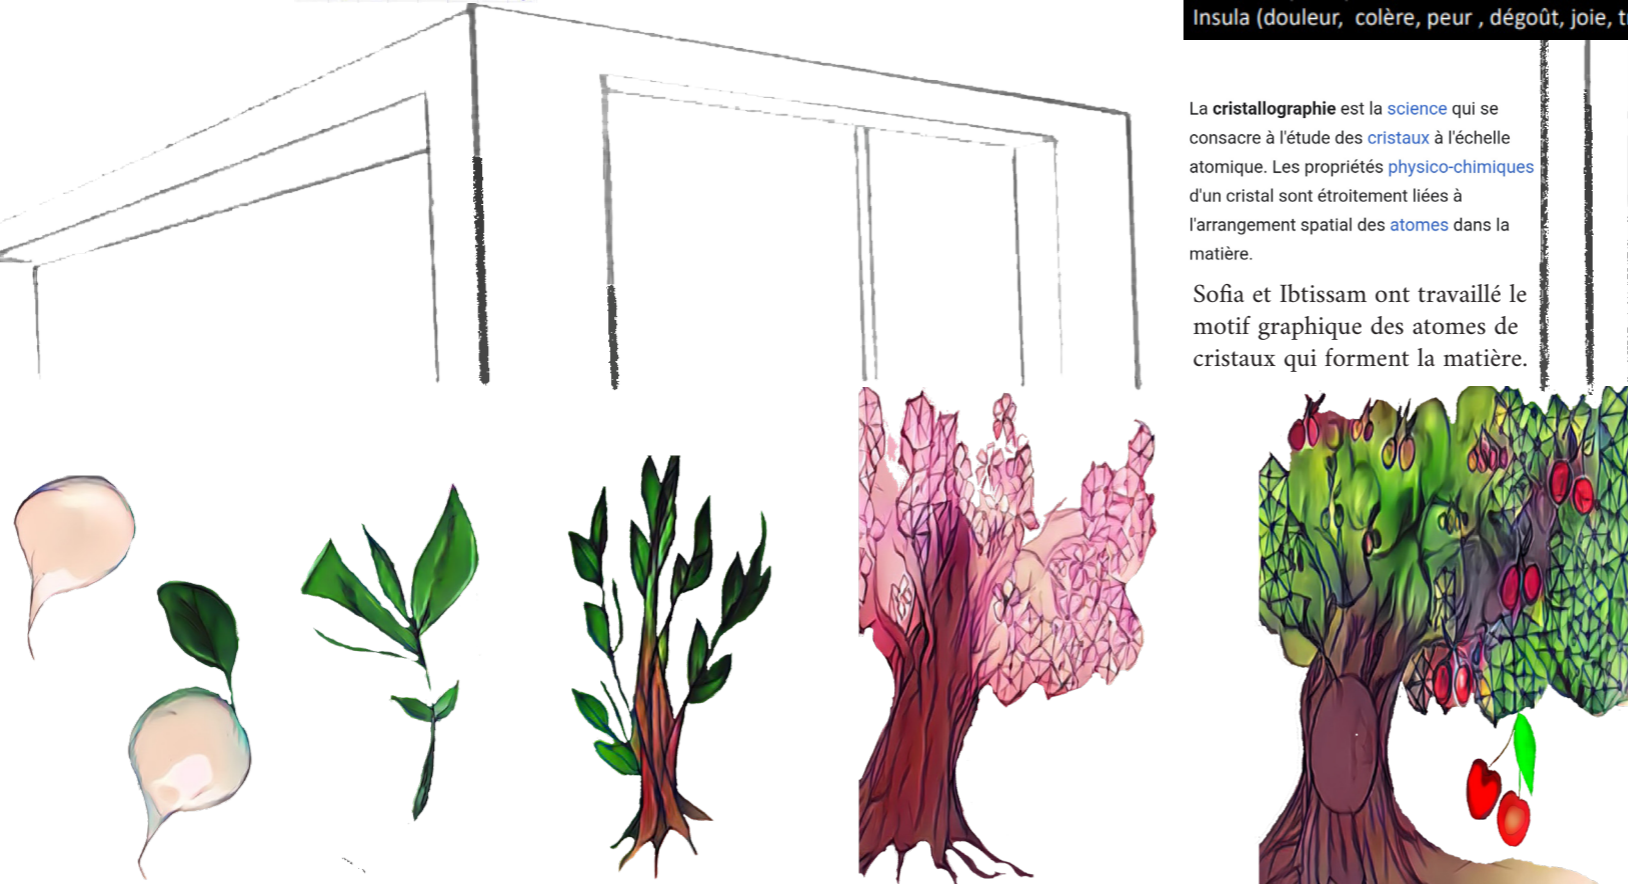 Insula (douleur, colère, peur , dégoût, joie,
La cristallographie est la science qui se
consacre à l'étude des cristaux à l'échelle
atomique. Les propriétés physico-chimiques
d'un cristal sont étroitement liées à
l'arrangement spatial des atomes dans la
matière.
Sofia et Ibtissam ont travaillé le
motif graphique des atomes de
cristaux qui forment la matière.